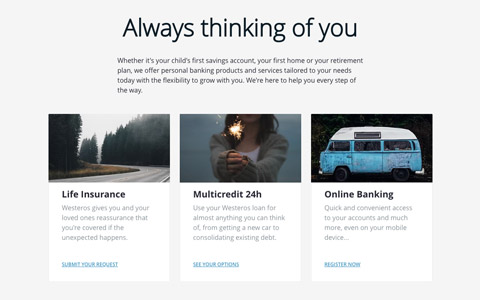 Always thinking of you
Whether it's your child's first savings account, your first home or your retirement
plan, we offer personal banking products and services tailored to your needs
today with the flexibility to grow with you. We're here to help you every step of
the way.
Life Insurance
Westeros gives you and your
loved ones reassurance that
you're covered if the
unexpected happens.
SUBMIT YOUR REQUEST
Multicredit 24h
Use your Westeros loan for
almost anything you can think
of, from getting a new car to
consolidating existing debt.
SEE YOUR OPTIONS
Online Banking
Quick and convenient access
to your accounts and much
more, even on your mobile
device...
REGISTER NOW